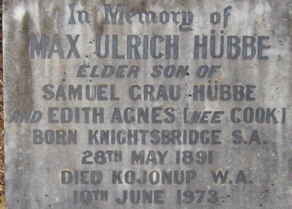 In Memory of
MAX ULRICH HÜBBE
ELDER SON OF
SAMUEL GRAU HÜBBE
AND EDITH AGNES [NEE COOK]
BORN KNIGHTSBRIDGE S.A.
28TH MAY 1891
DIED KOJONUP W.A.
10TH JUNE 1973